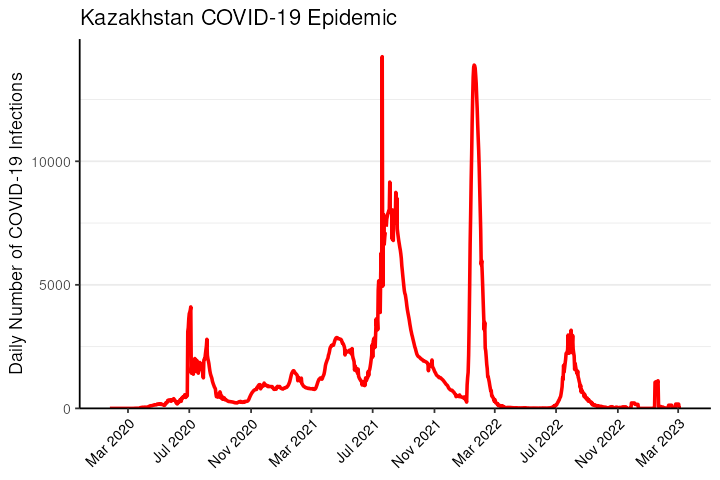 Kazakhstan COVID-19 Epidemic
Daily Number of COVID-19 Infections
10000
5000
0
Mar 2020
Jul 2020
Nov 2020
Mar 2021
Jul 2021
Nov 2021
Mar 2022
Jul 2022
Nov 2022
Mar 2023